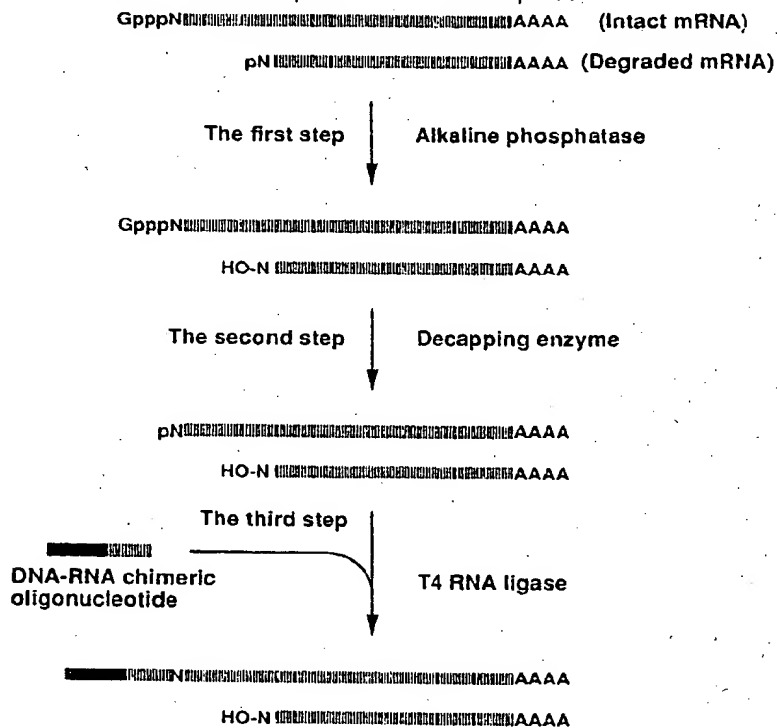 GpppN AAAA (Intact mRNA)
pN AAAA (Degraded mRNA)
The first step Alkaline phosphatase
GpppN AAAA
HO-N AAAA
The second step Decapping enzyme
pN AAAA
HO-N AAAA
The third step
DNA-RNA chimeric
oligonucleotide
T4 RNA ligase
N AAAA
HO-N AAAA